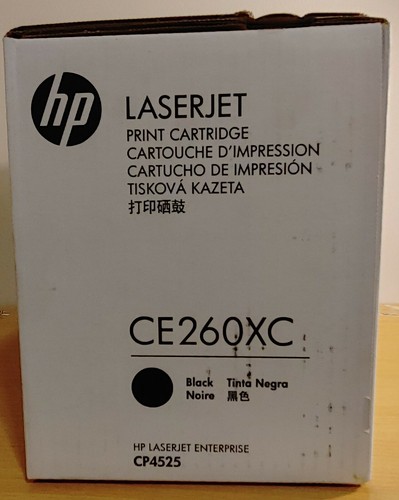 hp
LASERJET
PRINT CARTRIDGE
CARTOUCHE D'IMPRESSION
CARTUCHO DE IMPRESIÓN
TISKOVÁ KAZETA
打印硒鼓
CE260XC
Black Tinta Negra
Noire 黑色
HP LASERJET ENTERPRISE
CP4525